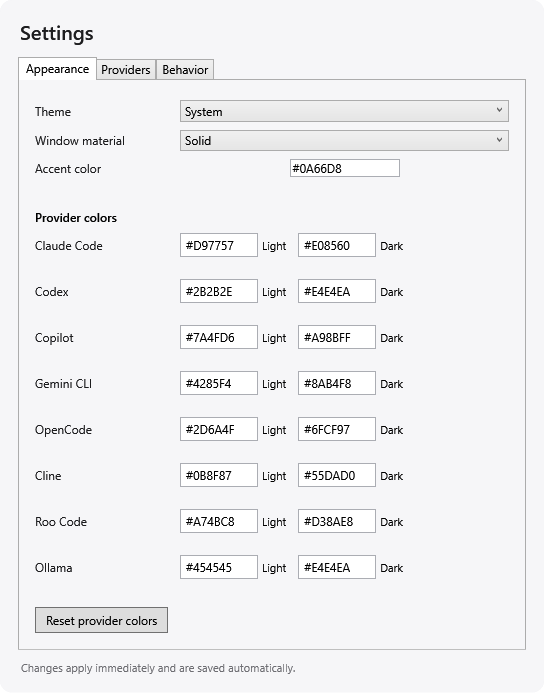 Settings
Appearance Providers Behavior
Theme System
Window material Solid
Accent color #0A66D8
Provider colors
Claude Code #D97757 Light #E08560 Dark
Codex #2B2B2E Light #E4E4EA Dark
Copilot #7A4FD6 Light #A98BFF Dark
Gemini CLI #4285F4 Light #8AB4F8 Dark
OpenCode #2D6A4F Light #6FCF97 Dark
Cline #0B8F87 Light #55DAD0 Dark
Roo Code #A74BC8 Light #D38AE8 Dark
Ollama #454545 Light #E4E4EA Dark
Reset provider colors
Changes apply immediately and are saved automatically.